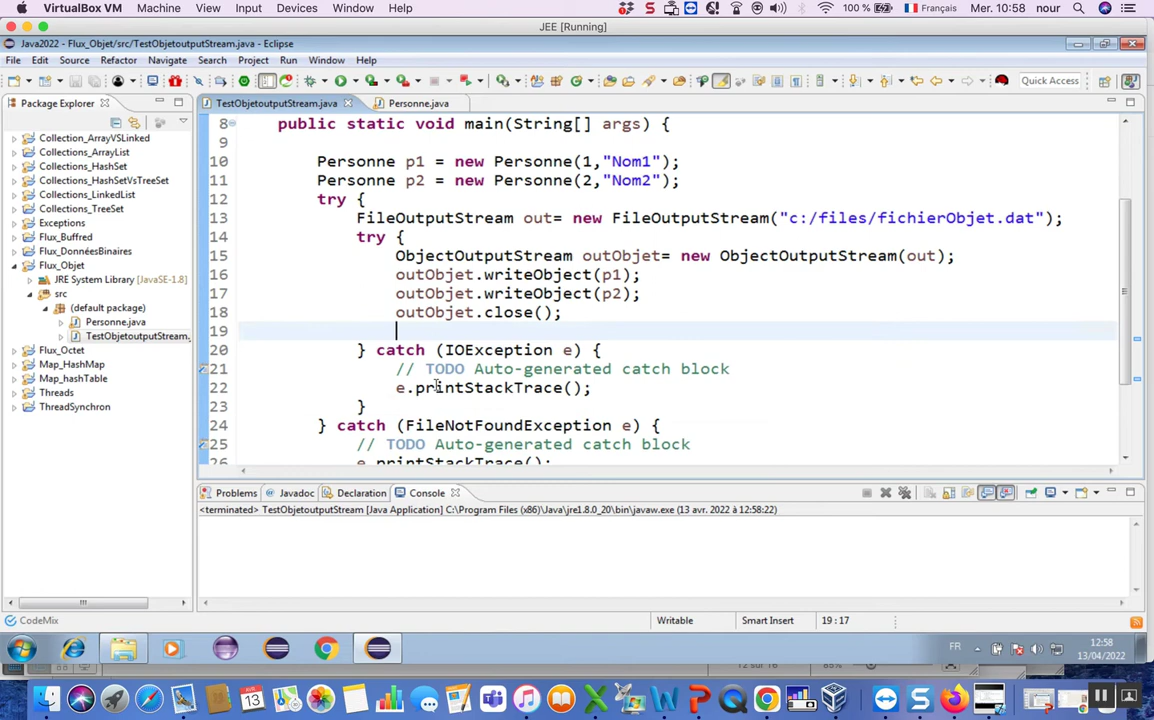 VirtualBox VM Machine View Input Devices Window Help 100 % Français Mer. 10:58 nour
JEE [Running]
Java2022 - Flux_Objet/src/TestObjetoutputStream.java - Eclipse
File Edit Source Refactor Navigate Search Project Run Window Help
Quick Access
Package Explorer
TestObjetoutputStream.java Personne.java
Collection_ArrayVSLinked
Collections_ArrayList
Collections_HashSet
Collections_HashSetVsTreeSet
Collections_LinkedList
Collections_TreeSet
Exceptions
Flux_Buffred
Flux_DonnéesBinaires
Flux_Objet
JRE System Library [JavaSE-1.8]
src
(default package)
Personne.java
TestObjetoutputStream.
Flux_Octet
Map_HashMap
Map_hashTable
Threads
ThreadSynchron
8 public static void main(String[] args) {
9
10 Personne p1 = new Personne(1,"Nom1");
11 Personne p2 = new Personne(2,"Nom2");
12 try {
13 FileOutputStream out= new FileOutputStream("c:/files/fichierObjet.dat");
14 try {
15 ObjectOutputStream outObjet= new ObjectOutputStream(out);
16 outObjet.writeObject(p1);
17 outObjet.writeObject(p2);
18 outObjet.close();
19
20 } catch (IOException e) {
21 // TODO Auto-generated catch block
22 e.printStackTrace();
23 }
24 } catch (FileNotFoundException e) {
25 // TODO Auto-generated catch block
26 e.printStackTrace();
Problems Javadoc Declaration Console
<terminated> TestObjetoutputStream [Java Application] C:\Program Files (x86)\Java\jre1.8.0_20\bin\javaw.exe (13 avr. 2022 à 12:58:22)
CodeMix
Writable Smart Insert 19 : 17
FR 12:58
13/04/2022
12 sur 16 85%
AVR
13